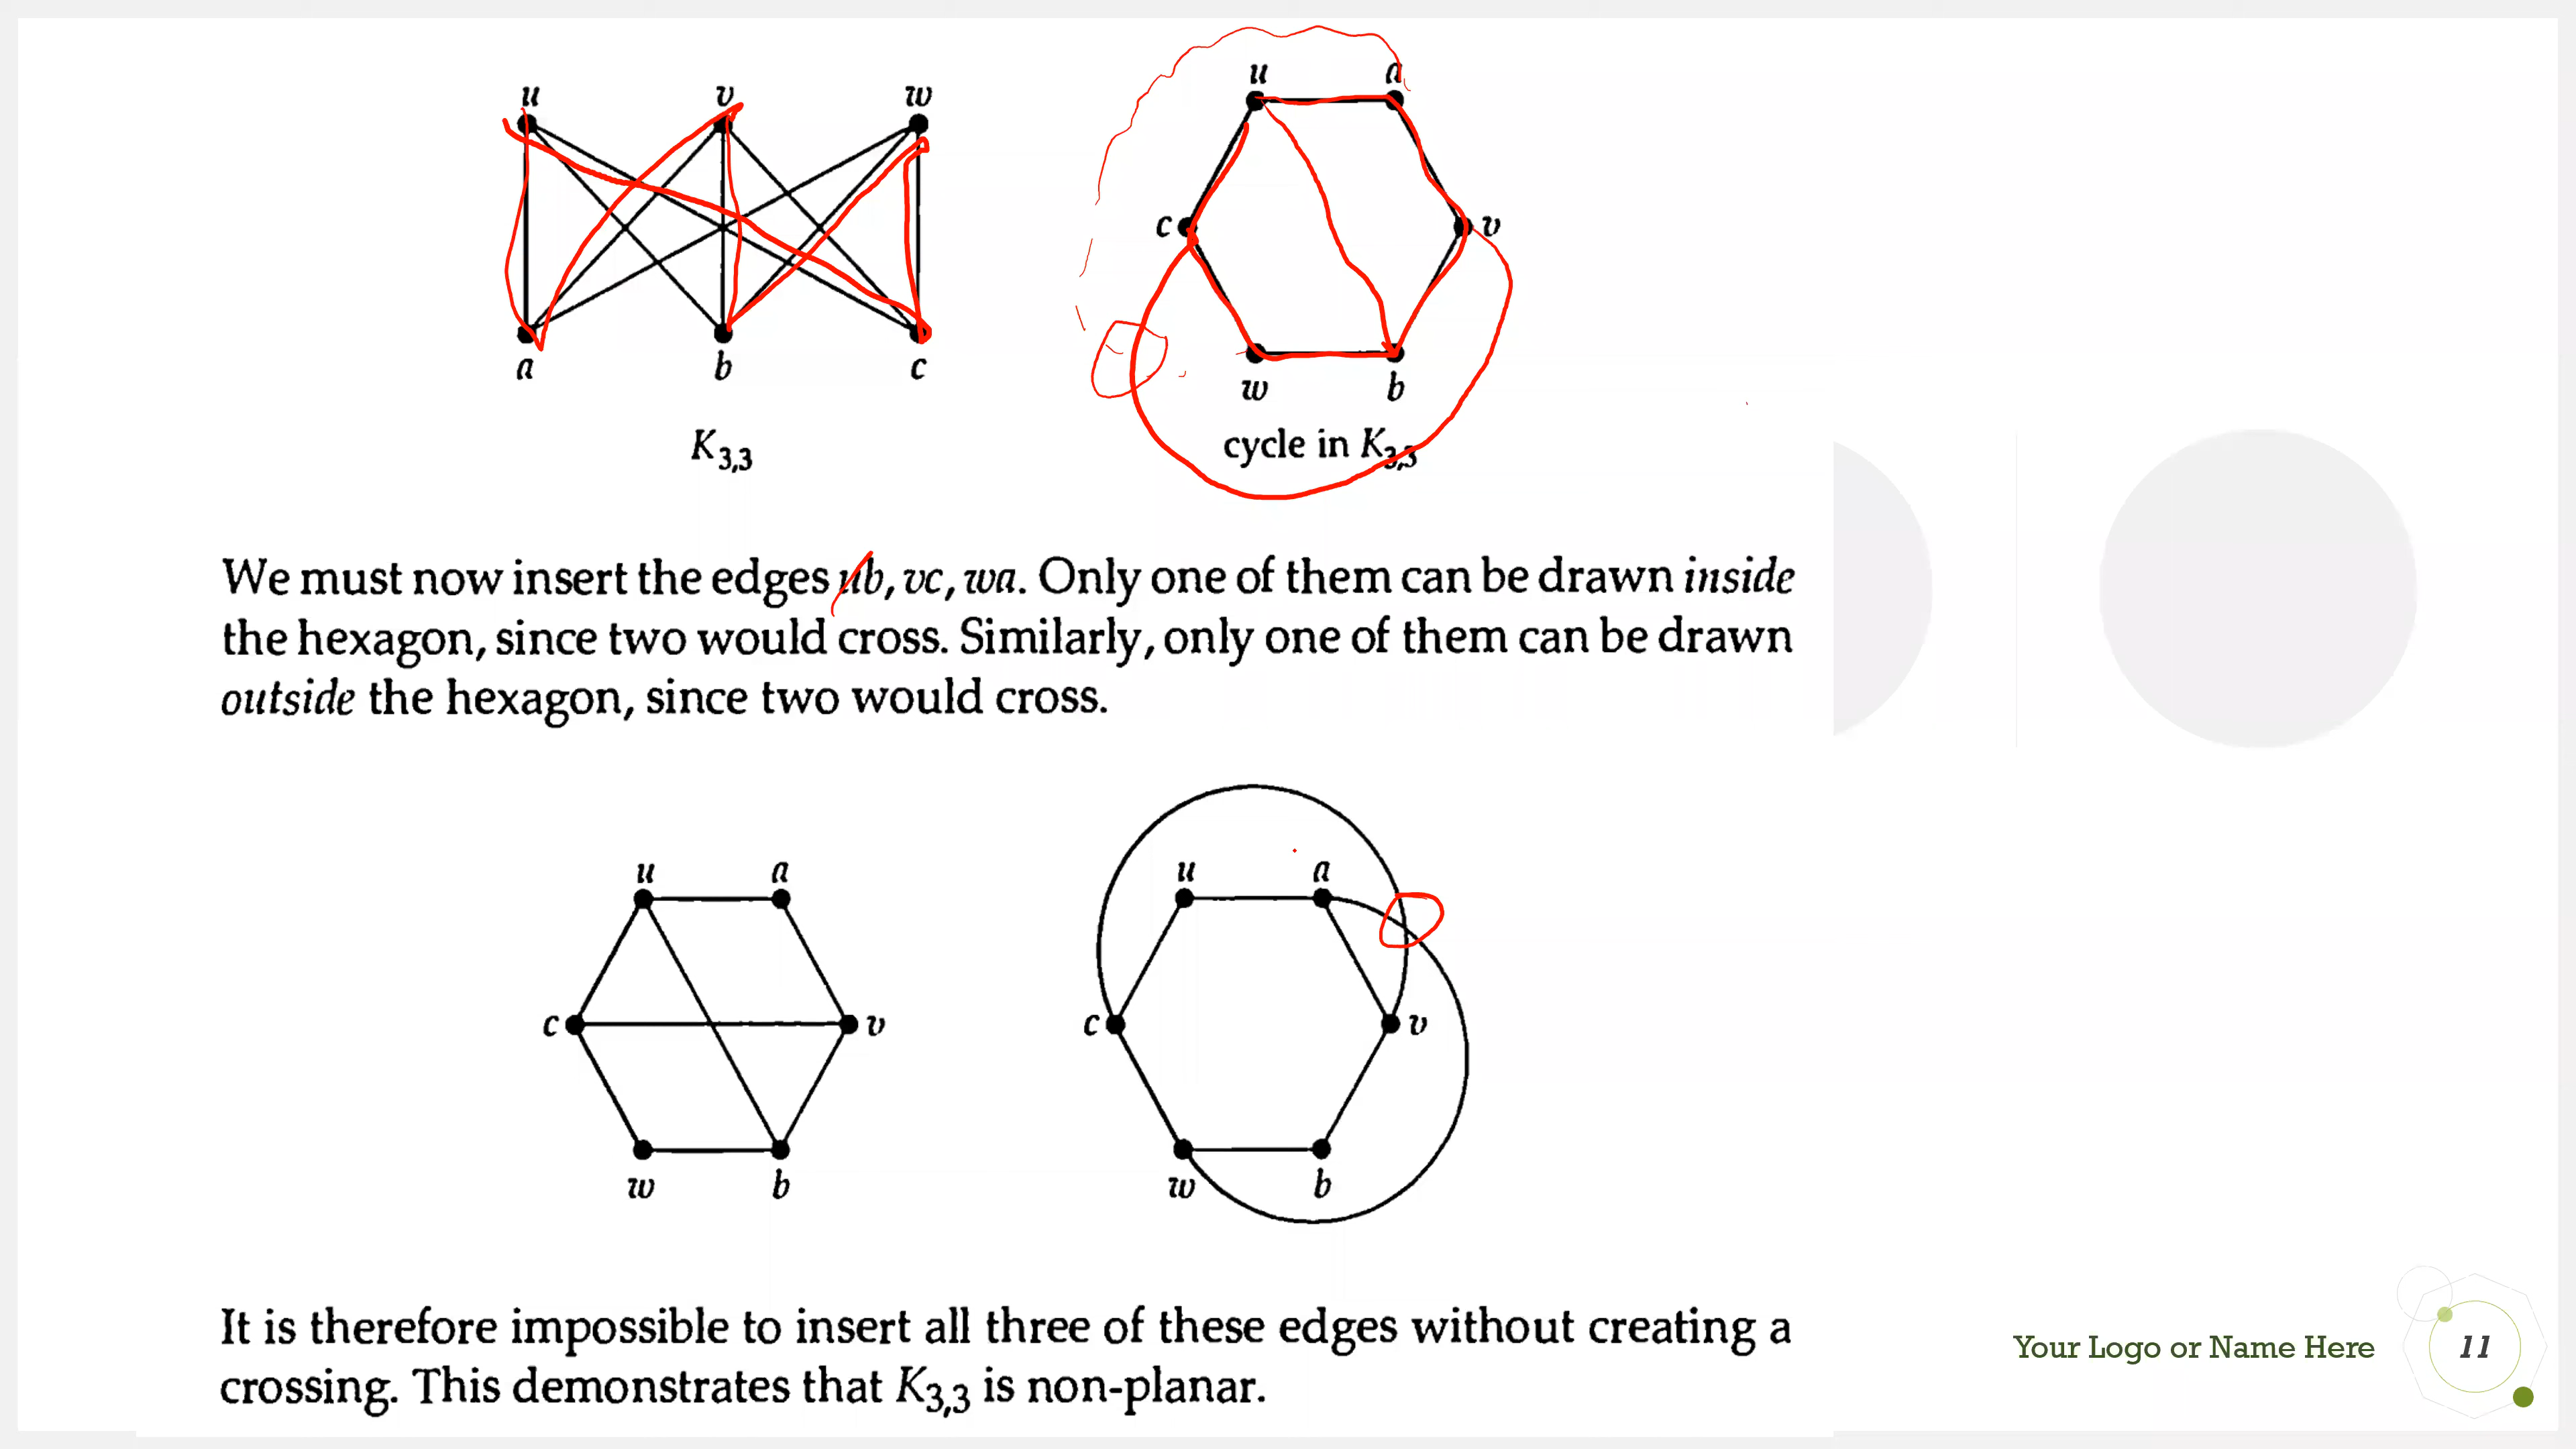 u v w
a b c
K3,3
u a
c v
w b
cycle in K3,3
We must now insert the edges ub, vc, wa. Only one of them can be drawn inside
the hexagon, since two would cross. Similarly, only one of them can be drawn
outside the hexagon, since two would cross.
u a
c v
w b
u a
c v
w b
It is therefore impossible to insert all three of these edges without creating a
crossing. This demonstrates that K3,3 is non-planar.
Your Logo or Name Here
11